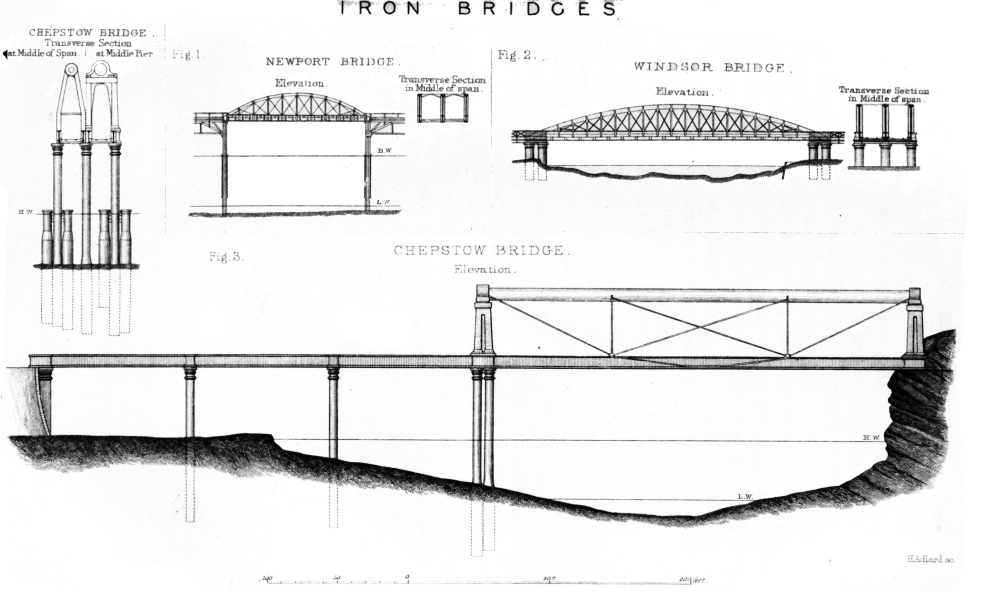 IRON BRIDGES.
CHEPSTOW BRIDGE.
Transverse Section
at Middle of Span. at Middle Pier
H.W.
Fig. 1.
NEWPORT BRIDGE.
Elevation.
Transverse Section
in Middle of span.
H.W.
L.W.
Fig. 2.
WINDSOR BRIDGE.
Elevation.
Transverse Section
in Middle of span.
Fig. 3.
CHEPSTOW BRIDGE.
Elevation.
H.W.
L.W.
100 50 0 100 200 feet.
H.Adlard.sc.